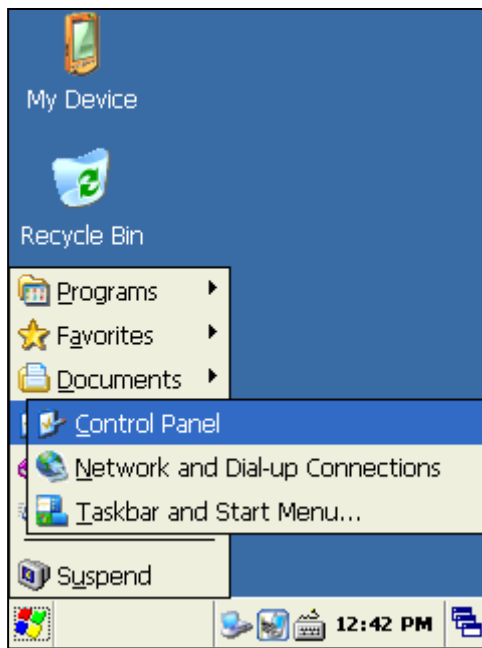 My Device
Recycle Bin
Programs
Favorites
Documents
Control Panel
Network and Dial-up Connections
Taskbar and Start Menu...
Suspend
12:42 PM